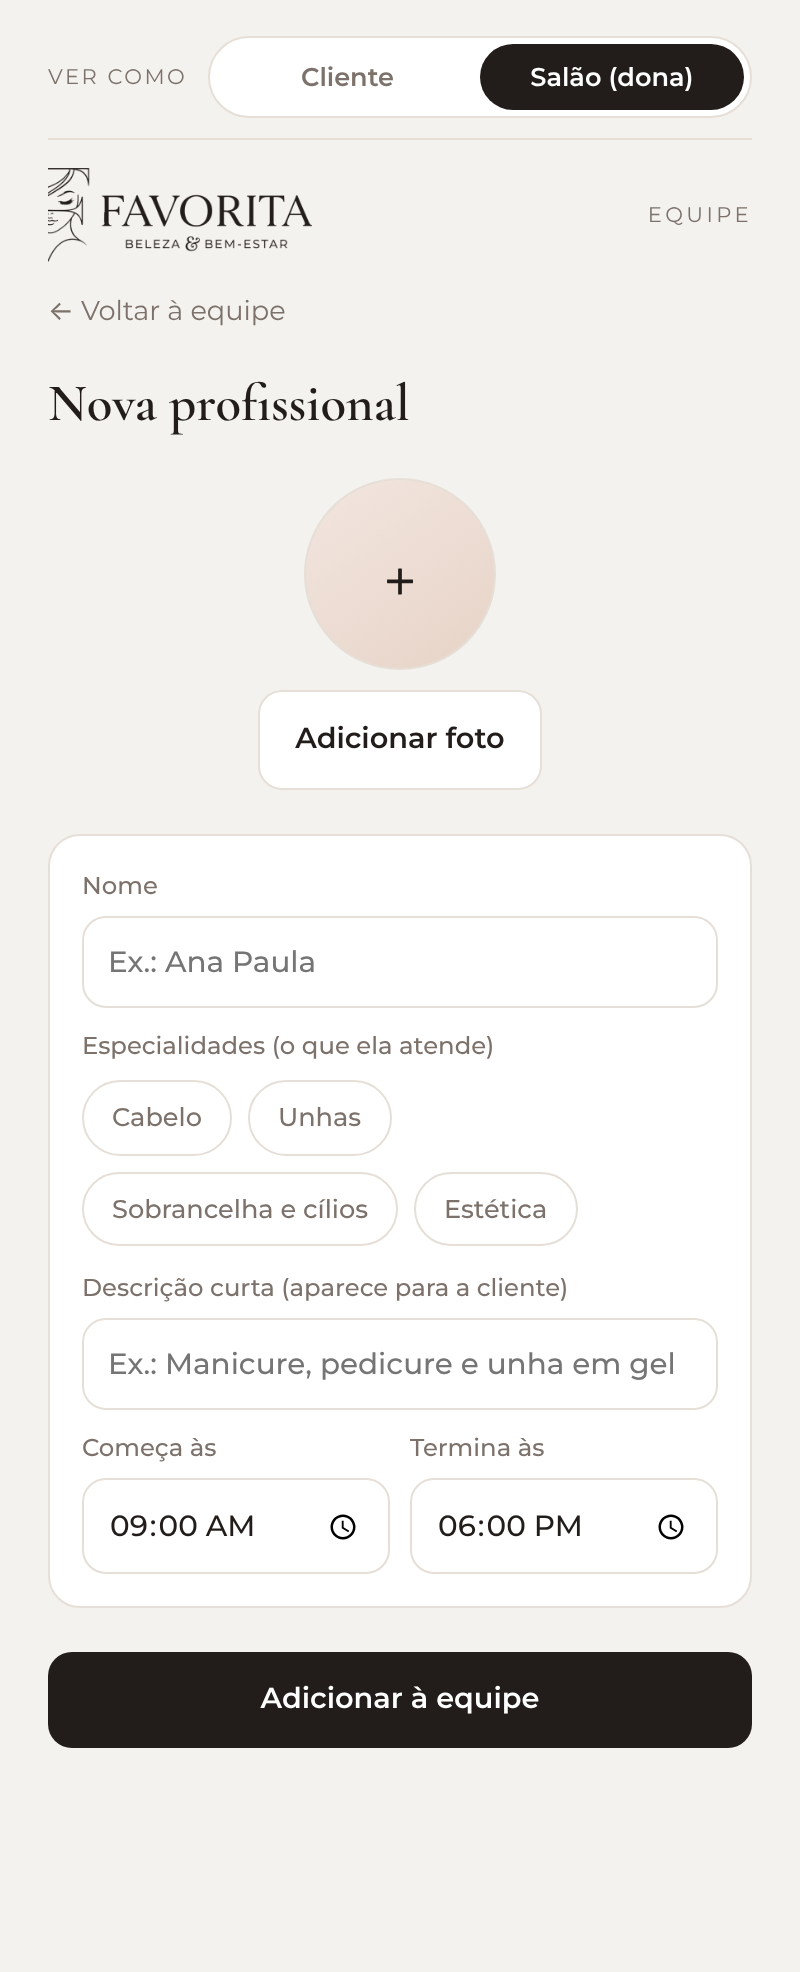 VER COMO
Cliente
Salão (dona)
FAVORITA
BELEZA & BEM-ESTAR
EQUIPE
← Voltar à equipe
Nova profissional
+
Adicionar foto
Nome
Ex.: Ana Paula
Especialidades (o que ela atende)
Cabelo
Unhas
Sobrancelha e cílios
Estética
Descrição curta (aparece para a cliente)
Ex.: Manicure, pedicure e unha em gel
Começa às
Termina às
09:00 AM
06:00 PM
Adicionar à equipe